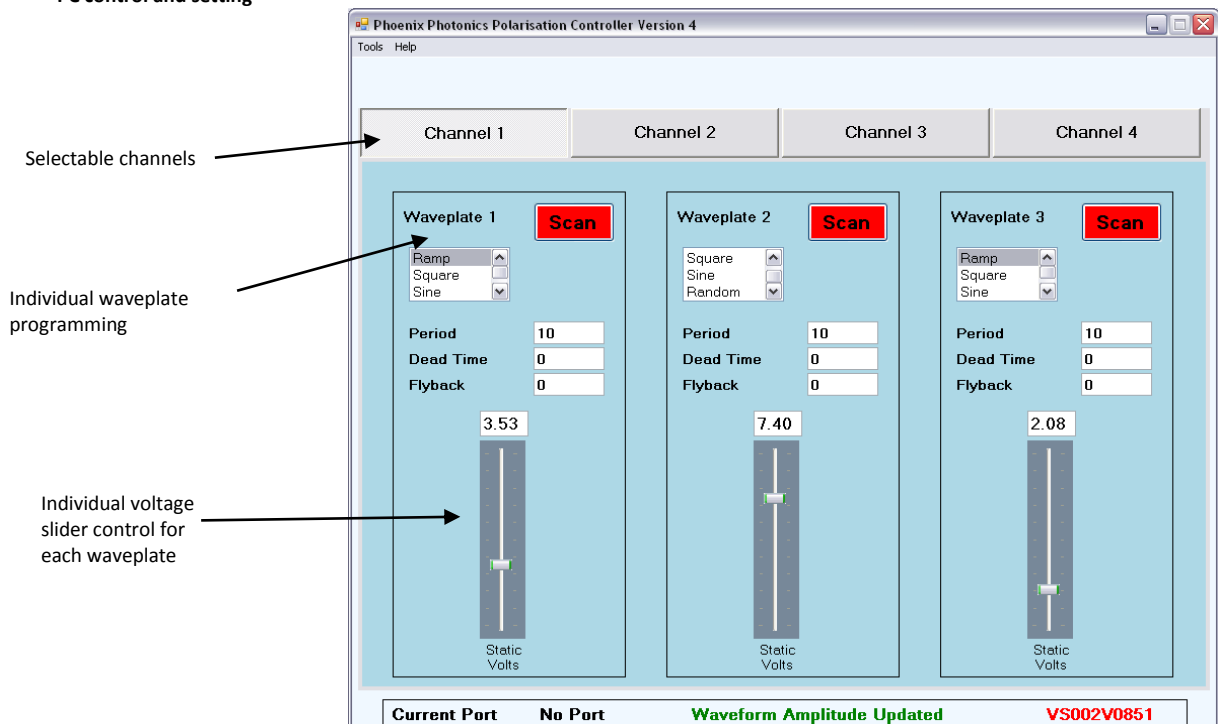 Phoenix Photonics Polarisation Controller Version 4
Tools Help
Channel 1 Channel 2 Channel 3 Channel 4
Selectable channels
Waveplate 1 Scan
Ramp
Square
Sine
Waveplate 2 Scan
Square
Sine
Random
Waveplate 3 Scan
Ramp
Square
Sine
Individual waveplate
programming
Period 10
Dead Time 0
Flyback 0
Period 10
Dead Time 0
Flyback 0
Period 10
Dead Time 0
Flyback 0
3.53
7.40
2.08
Individual voltage
slider control for
each waveplate
Static
Volts
Static
Volts
Static
Volts
Current Port No Port Waveform Amplitude Updated VS002V0851